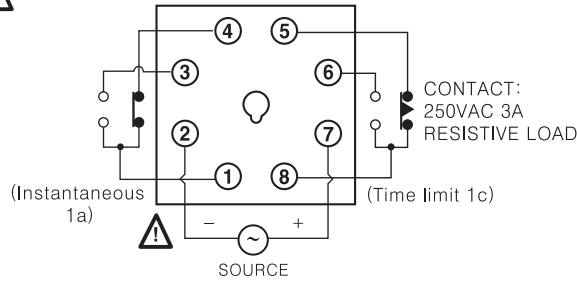 4 5
3 6
2 7
1 8
CONTACT:
250VAC 3A
RESISTIVE LOAD
(Instantaneous
1a)
(Time limit 1c)
! − ~ +
SOURCE